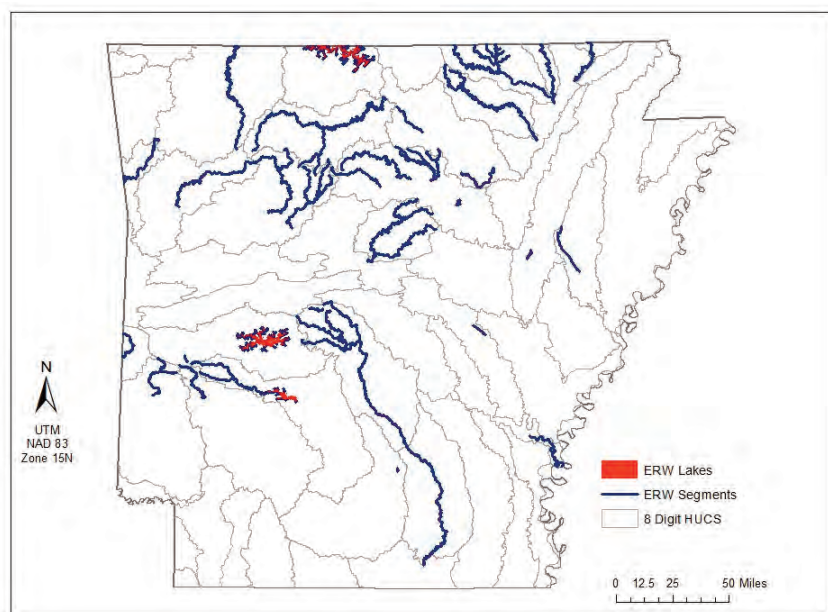 N
UTM
NAD 83
Zone 15N
ERW Lakes
ERW Segments
8 Digit HUCS
0 12.5 25 50 Miles